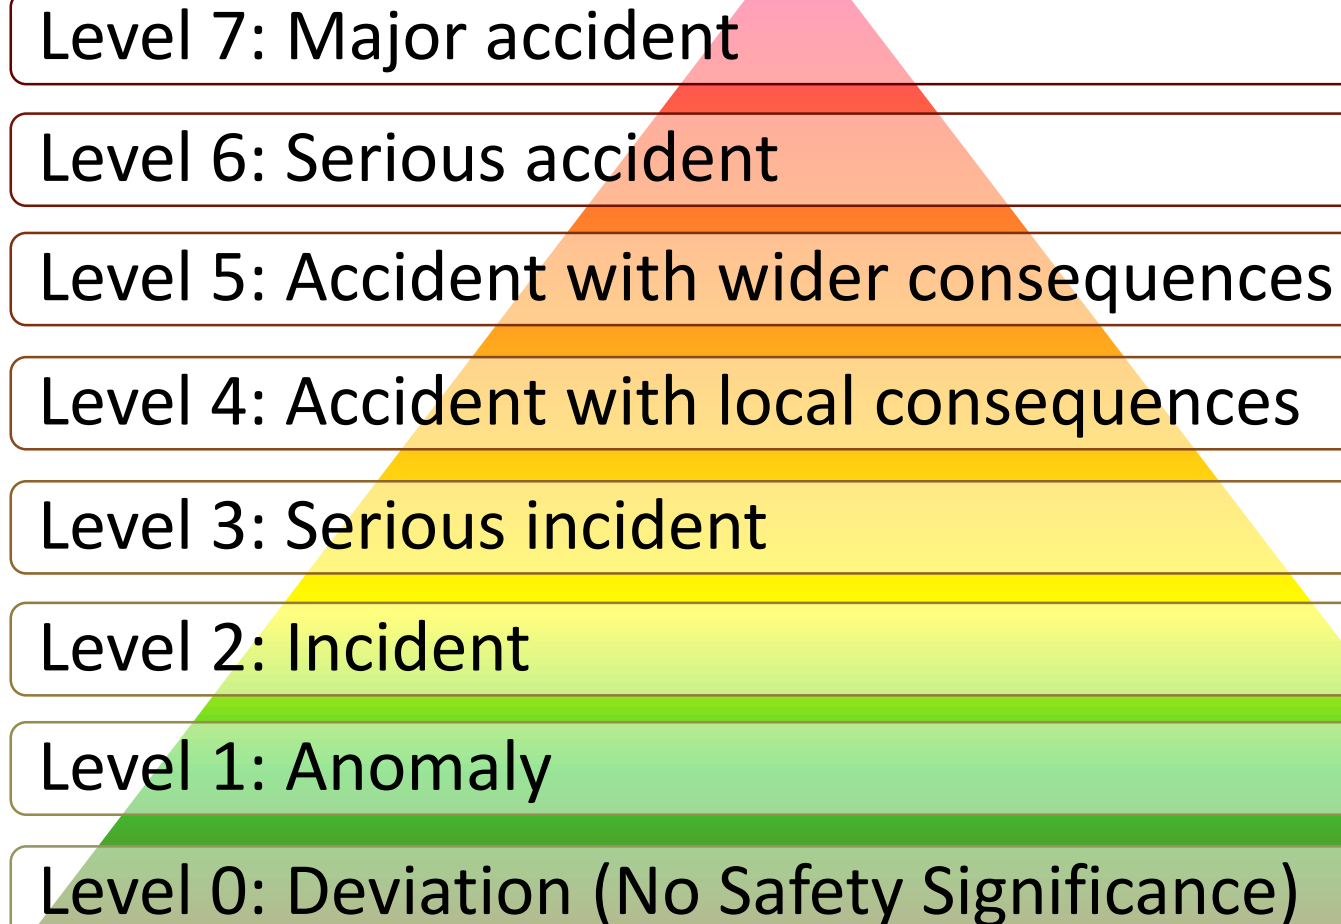 Level 7: Major accident
Level 6: Serious accident
Level 5: Accident with wider consequences
Level 4: Accident with local consequences
Level 3: Serious incident
Level 2: Incident
Level 1: Anomaly
Level 0: Deviation (No Safety Significance)